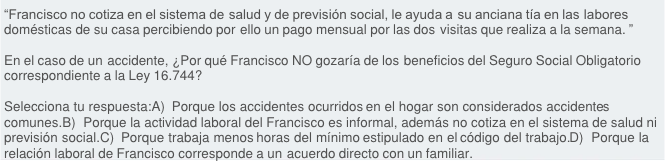 “Francisco no cotiza en el sistema de salud y de previsión social, le ayuda a su anciana tía en las labores
domésticas de su casa percibiendo por ello un pago mensual por las dos visitas que realiza a la semana. ”
En el caso de un accidente, ¿Por qué Francisco NO gozaría de los beneficios del Seguro Social Obligatorio
correspondiente a la Ley 16.744?
Selecciona tu respuesta:A) Porque los accidentes ocurridos en el hogar son considerados accidentes
comunes.B) Porque la actividad laboral del Francisco es informal, además no cotiza en el sistema de salud ni
previsión social.C) Porque trabaja menos horas del mínimo estipulado en el código del trabajo.D) Porque la
relación laboral de Francisco corresponde a un acuerdo directo con un familiar.